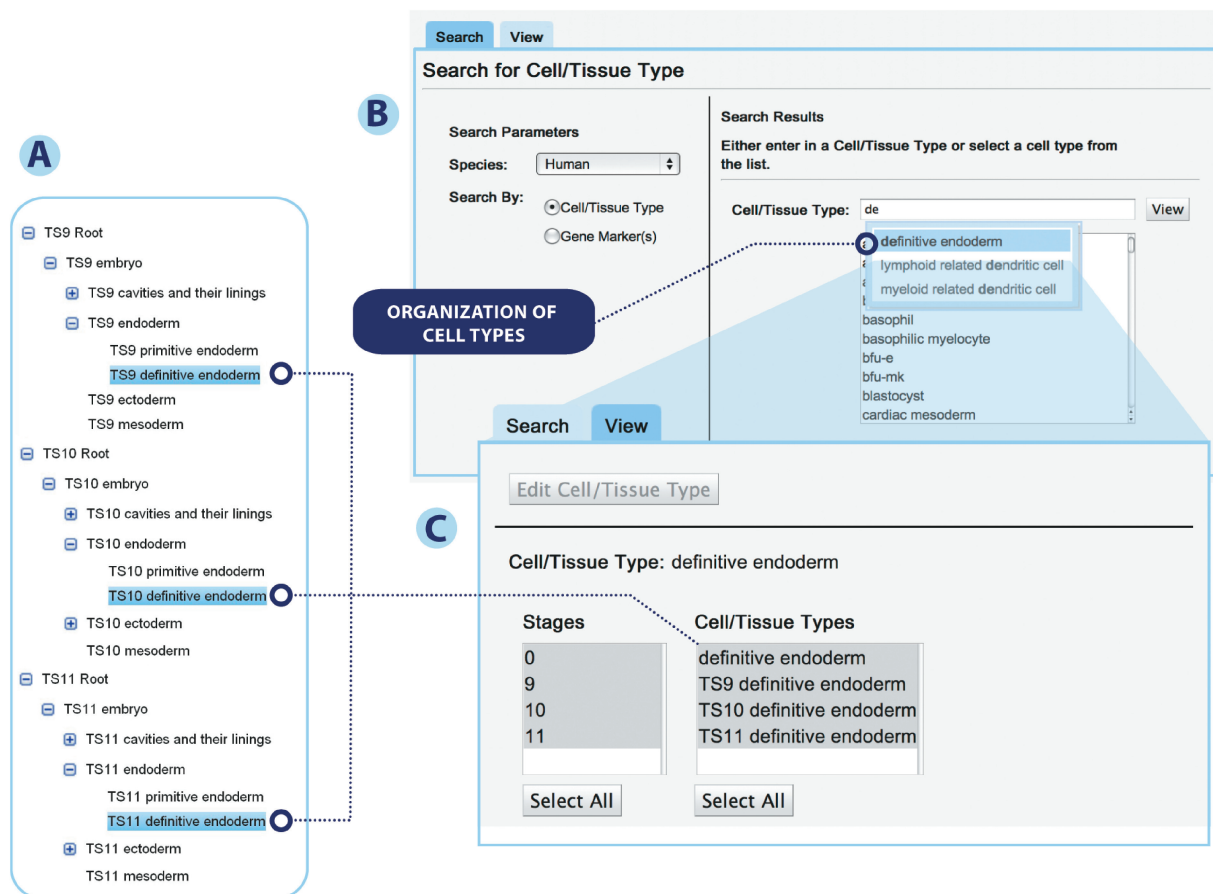 A
TS9 Root
TS9 embryo
TS9 cavities and their linings
TS9 endoderm
TS9 primitive endoderm
TS9 definitive endoderm
TS9 ectoderm
TS9 mesoderm
TS10 Root
TS10 embryo
TS10 cavities and their linings
TS10 endoderm
TS10 primitive endoderm
TS10 definitive endoderm
TS10 ectoderm
TS10 mesoderm
TS11 Root
TS11 embryo
TS11 cavities and their linings
TS11 endoderm
TS11 primitive endoderm
TS11 definitive endoderm
TS11 ectoderm
TS11 mesoderm
B
Search View
Search for Cell/Tissue Type
Search Parameters
Species: Human
Search By: Cell/Tissue Type
Gene Marker(s)
Search Results
Either enter in a Cell/Tissue Type or select a cell type from
the list.
Cell/Tissue Type: de View
definitive endoderm
lymphoid related dendritic cell
myeloid related dendritic cell
basophil
basophilic myelocyte
bfu-e
bfu-mk
blastocyst
cardiac mesoderm
ORGANIZATION OF
CELL TYPES
C
Search View
Edit Cell/Tissue Type
Cell/Tissue Type: definitive endoderm
Stages Cell/Tissue Types
0 definitive endoderm
9 TS9 definitive endoderm
10 TS10 definitive endoderm
11 TS11 definitive endoderm
Select All Select All